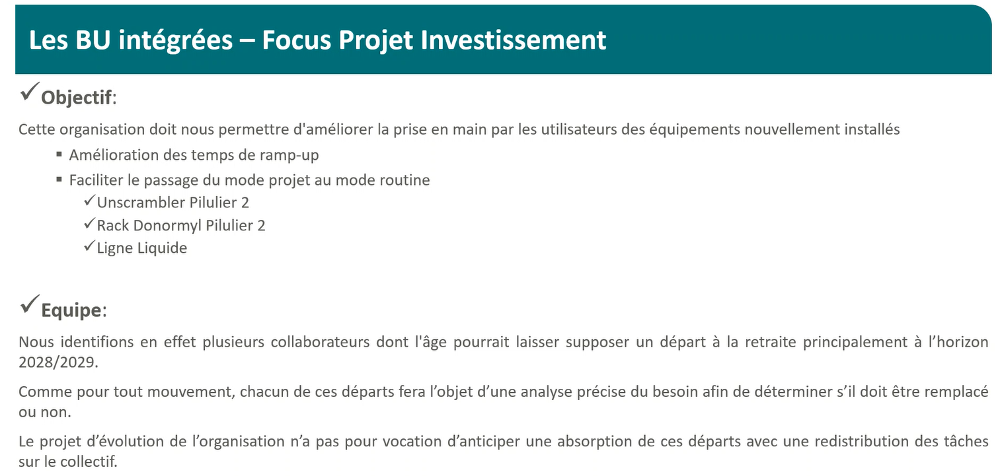 Les BU intégrées – Focus Projet Investissement
✓Objectif:
Cette organisation doit nous permettre d'améliorer la prise en main par les utilisateurs des équipements nouvellement installés
▪ Amélioration des temps de ramp-up
▪ Faciliter le passage du mode projet au mode routine
✓Unscrambler Pilulier 2
✓Rack Donormyl Pilulier 2
✓Ligne Liquide
✓Equipe:
Nous identifions en effet plusieurs collaborateurs dont l'âge pourrait laisser supposer un départ à la retraite principalement à l’horizon
2028/2029.
Comme pour tout mouvement, chacun de ces départs fera l’objet d’une analyse précise du besoin afin de déterminer s’il doit être remplacé
ou non.
Le projet d’évolution de l’organisation n’a pas pour vocation d’anticiper une absorption de ces départs avec une redistribution des tâches
sur le collectif.